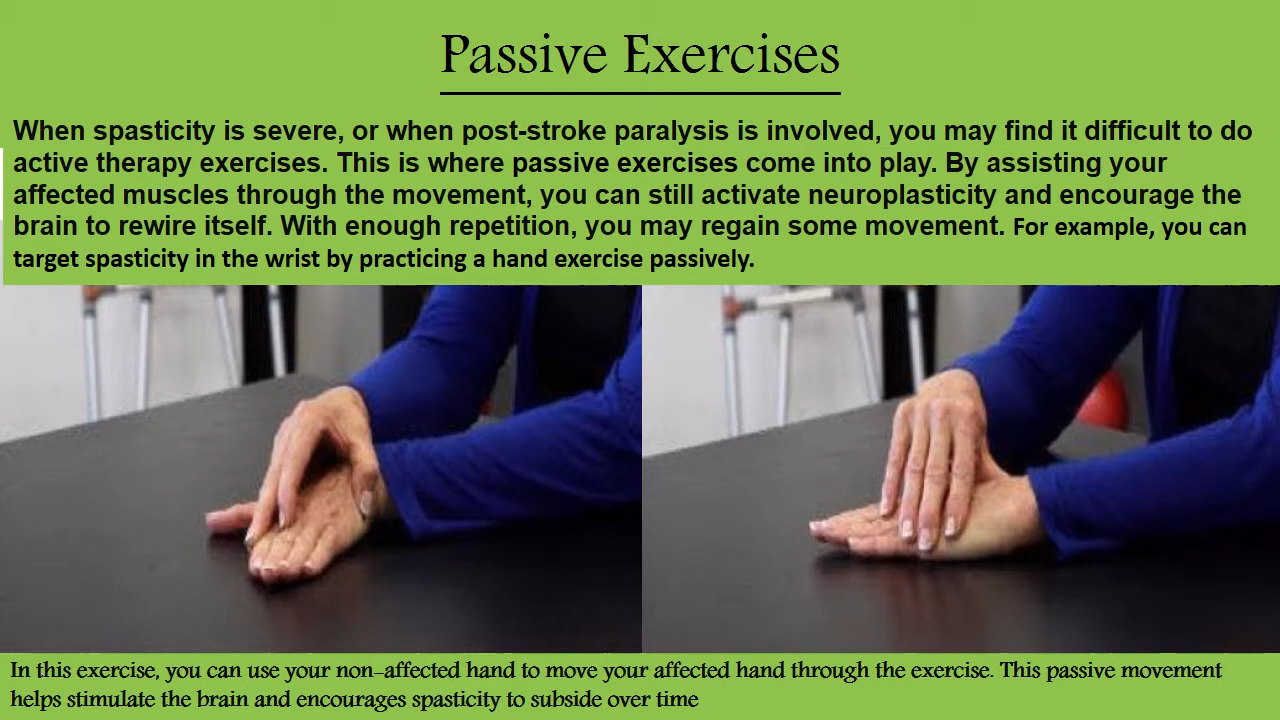 Passive Exercises
When spasticity is severe, or when post-stroke paralysis is involved, you may find it difficult to do
active therapy exercises. This is where passive exercises come into play. By assisting your
affected muscles through the movement, you can still activate neuroplasticity and encourage the
brain to rewire itself. With enough repetition, you may regain some movement. For example, you can
target spasticity in the wrist by practicing a hand exercise passively.
In this exercise, you can use your non-affected hand to move your affected hand through the exercise. This passive movement
helps stimulate the brain and encourages spasticity to subside over time